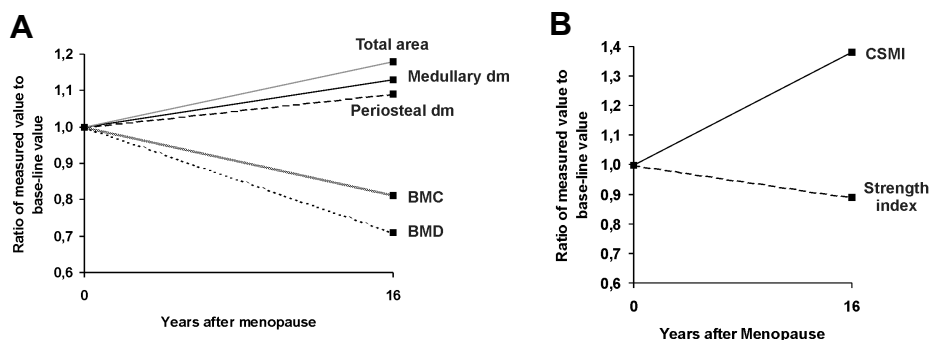 A
Ratio of measured value to
base-line value
1,2
1,1
1,0
0,9
0,8
0,7
0,6
Total area
Medullary dm
Periosteal dm
BMC
BMD
0
16
Years after menopause
B
Ratio of measured value to
base-line value
1,4
1,3
1,2
1,1
1,0
0,9
0,8
0,7
0,6
CSMI
Strength
index
0
16
Years after Menopause